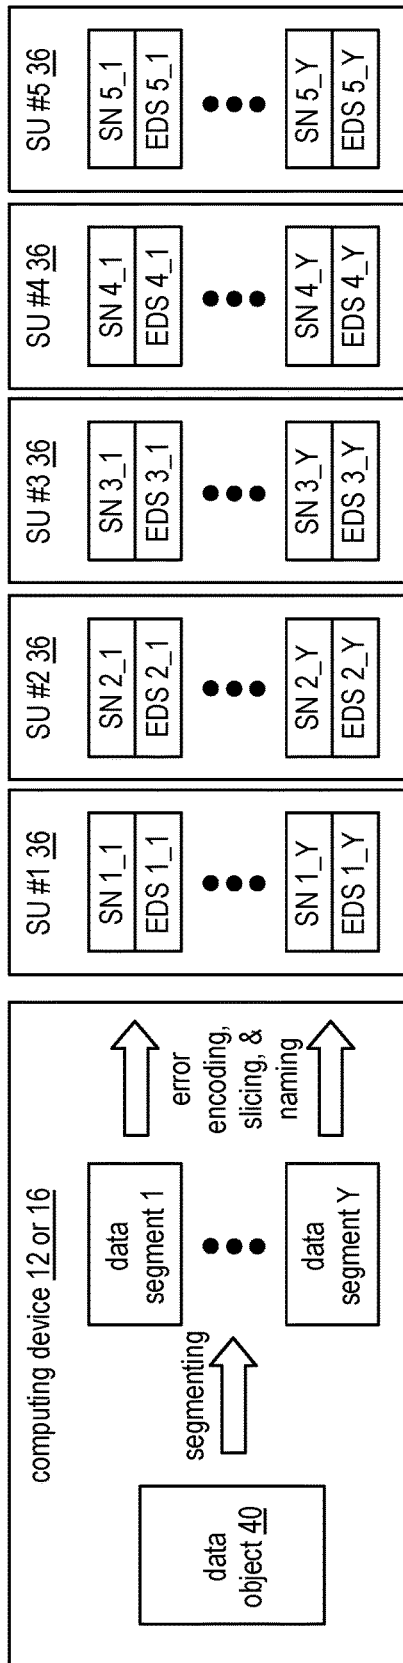 computing device 12 or 16
data
object 40
segmenting
data
segment 1
data
segment Y
error
encoding,
slicing, &
naming
SU #1 36
SN 1_1
EDS 1_1
SN 1_Y
EDS 1_Y
SU #2 36
SN 2_1
EDS 2_1
SN 2_Y
EDS 2_Y
SU #3 36
SN 3_1
EDS 3_1
SN 3_Y
EDS 3_Y
SU #4 36
SN 4_1
EDS 4_1
SN 4_Y
EDS 4_Y
SU #5 36
SN 5_1
EDS 5_1
SN 5_Y
EDS 5_Y